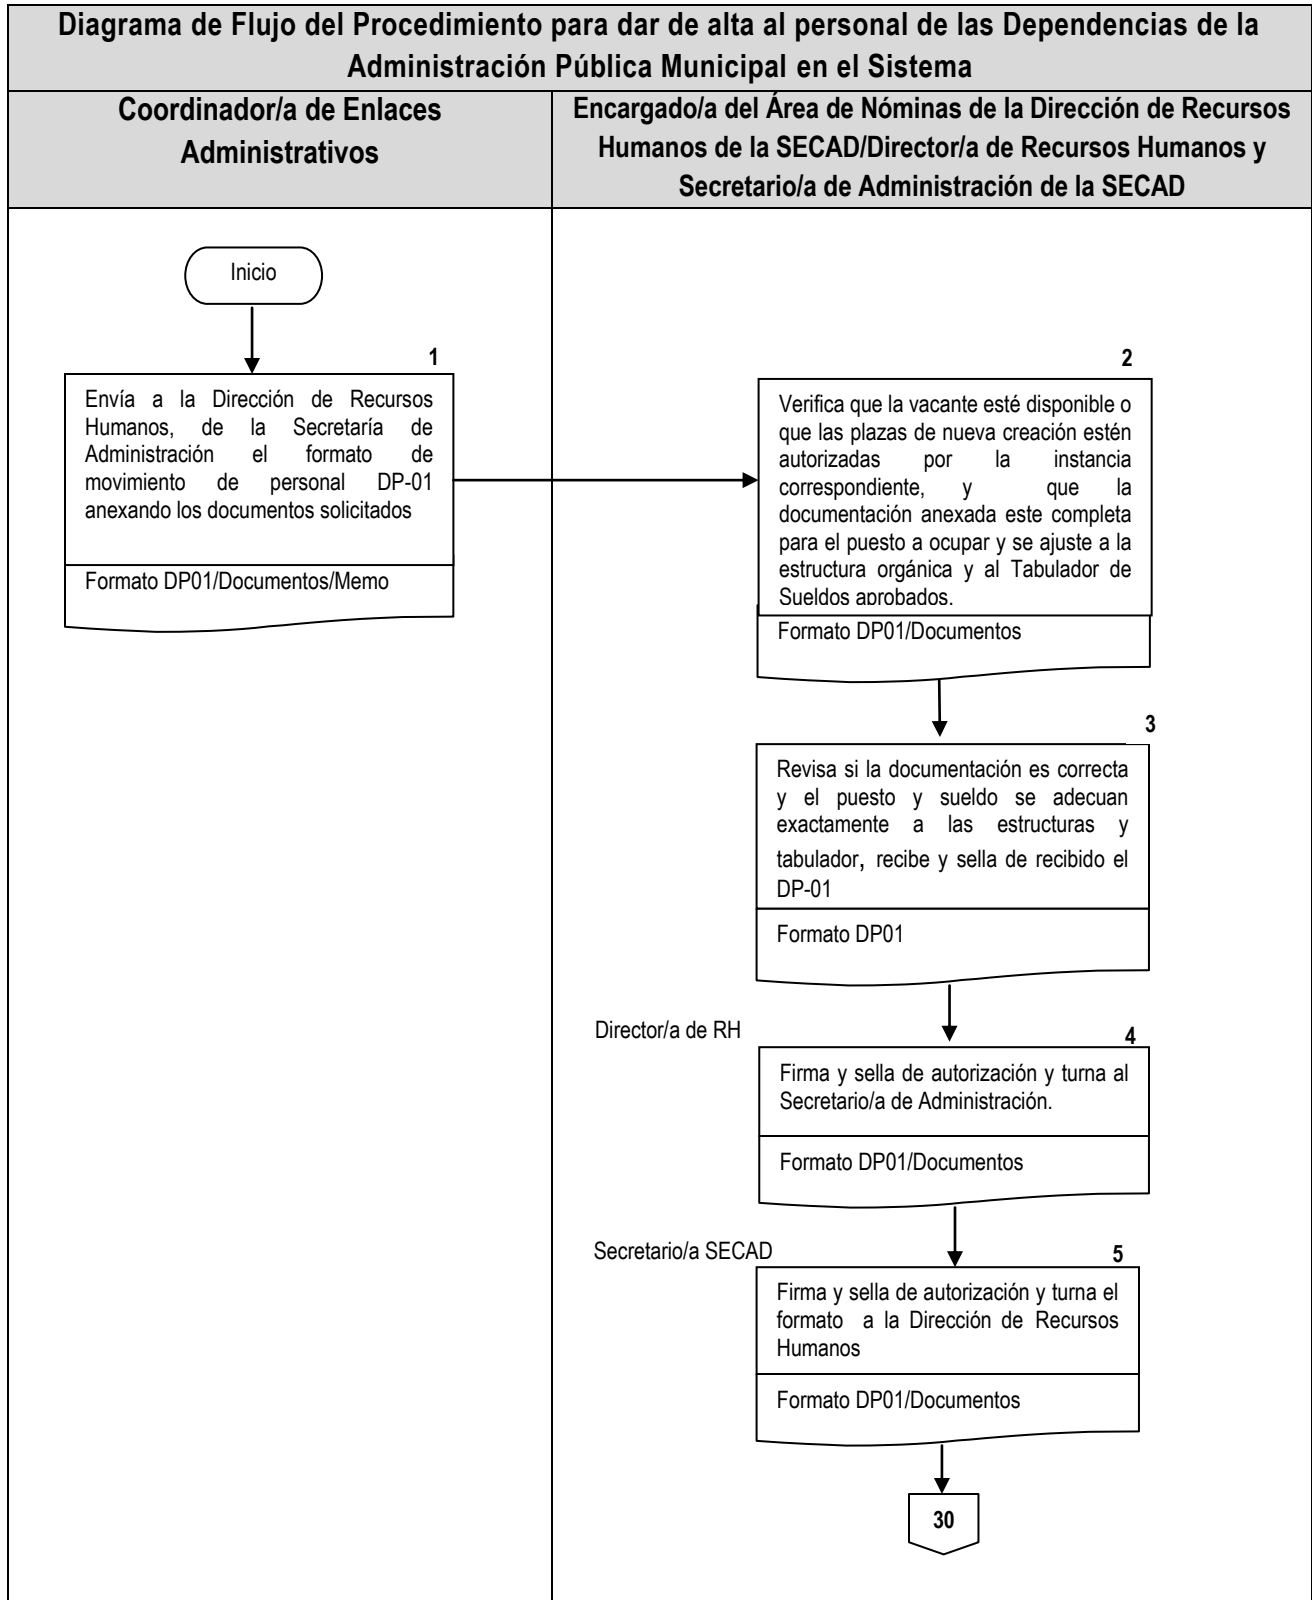 Diagrama de Flujo del Procedimiento para dar de alta al personal de las Dependencias de la
Administración Pública Municipal en el Sistema
Coordinador/a de Enlaces
Administrativos
Encargado/a del Área de Nóminas de la Dirección de Recursos
Humanos de la SECAD/Director/a de Recursos Humanos y
Secretario/a de Administración de la SECAD
Inicio
1
Envía a la Dirección de Recursos
Humanos, de la Secretaría de
Administración el formato de
movimiento de personal DP-01
anexando los documentos solicitados
Formato DP01/Documentos/Memo
2
Verifica que la vacante esté disponible o
que las plazas de nueva creación estén
autorizadas por la instancia
correspondiente, y que la
documentación anexada este completa
para el puesto a ocupar y se ajuste a la
estructura orgánica y al Tabulador de
Sueldos aprobados.
Formato DP01/Documentos
3
Revisa si la documentación es correcta
y el puesto y sueldo se adecuan
exactamente a las estructuras y
tabulador, recibe y sella de recibido el
DP-01
Formato DP01
Director/a de RH
4
Firma y sella de autorización y turna al
Secretario/a de Administración.
Formato DP01/Documentos
Secretario/a SECAD
5
Firma y sella de autorización y turna el
formato a la Dirección de Recursos
Humanos
Formato DP01/Documentos
30